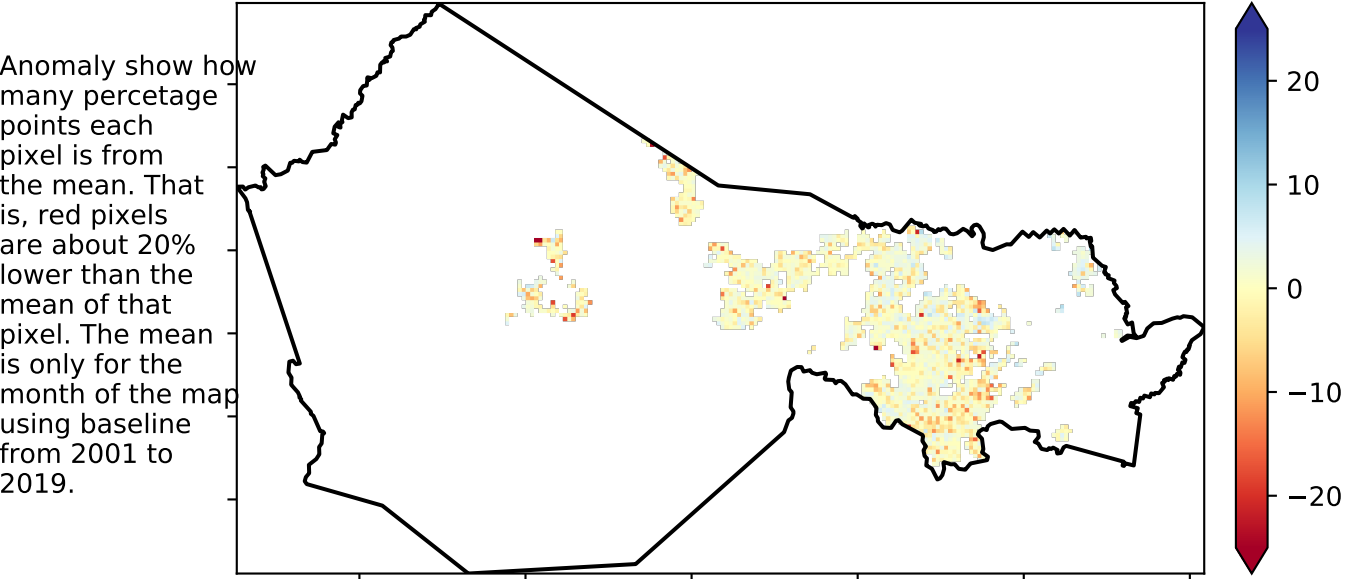 Anomaly show how
many percetage
points each
pixel is from
the mean. That
is, red pixels
are about 20%
lower than the
mean of that
pixel. The mean
is only for the
month of the map
using baseline
from 2001 to
2019.
20
10
0
−10
−20